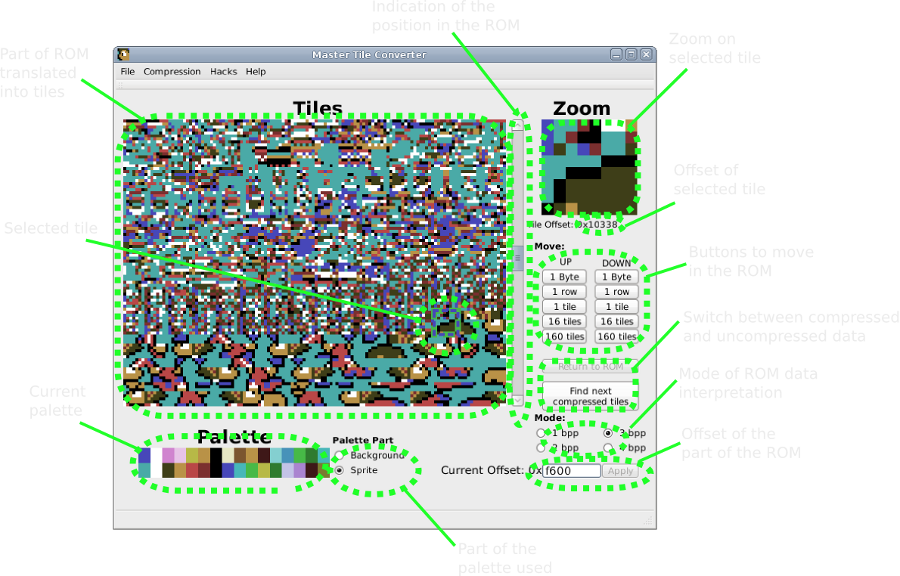 Indication of the
position in the ROM
Part of ROM
translated
into tiles
Zoom on
selected tile
Master Tile Converter
File Compression Hacks Help
Tiles
Zoom
Offset of
selected tile
Tile Offset: 0x10338
Selected tile
Move:
UP DOWN
1 Byte 1 Byte
1 row 1 row
1 tile 1 tile
16 tiles 16 tiles
160 tiles 160 tiles
Buttons to move
in the ROM
Switch between compressed
and uncompressed data
Return to ROM
Find next
compressed tiles
Mode of ROM data
interpretation
Current
palette
Mode:
1 bpp 3 bpp
2 bpp 4 bpp
Offset of the
part of the ROM
Palette
Palette Part
Background
Sprite
Current Offset: 0x f600 Apply
Part of the
palette used